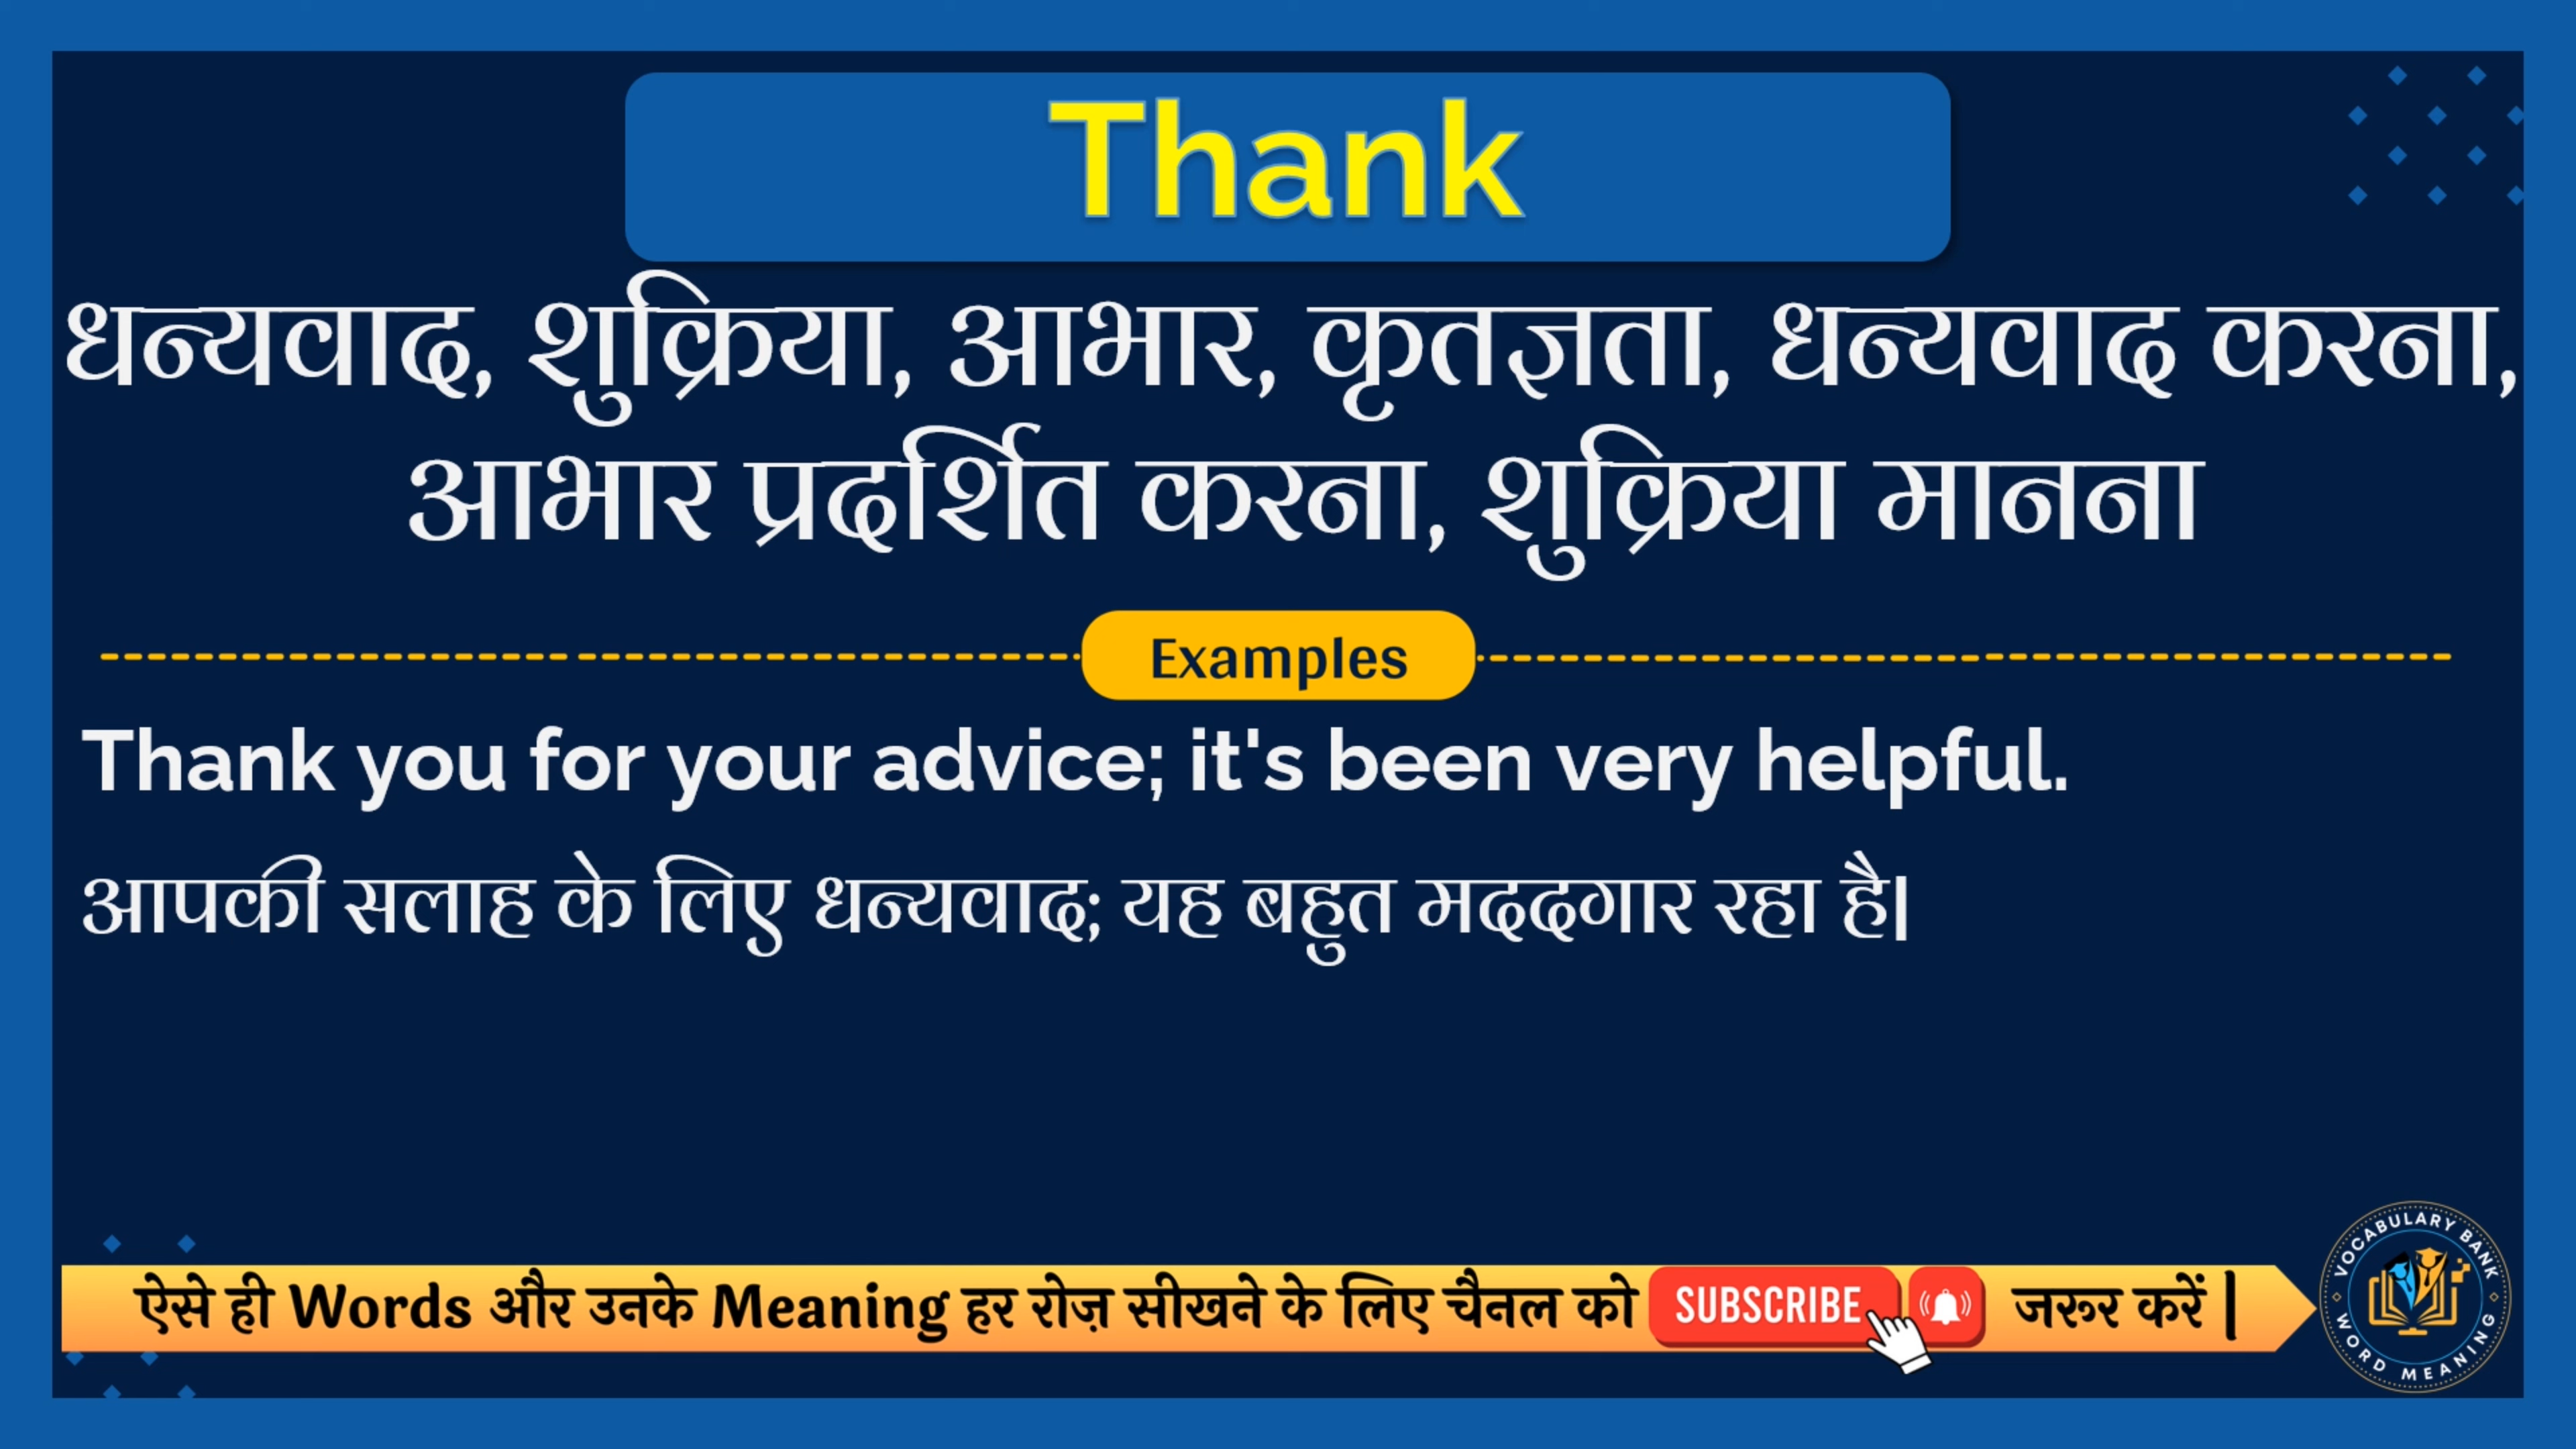 Thank
धन्यवाद, शुक्रिया, आभार, कृतज्ञता, धन्यवाद करना,
आभार प्रदर्शित करना, शुक्रिया मानना
Examples
Thank you for your advice; it's been very helpful.
आपकी सलाह के लिए धन्यवाद; यह बहुत मददगार रहा है|
ऐसे ही Words और उनके Meaning हर रोज़ सीखने के लिए चैनल को SUBSCRIBE जरूर करें |
VOCABULARY BANK
WORD MEANING